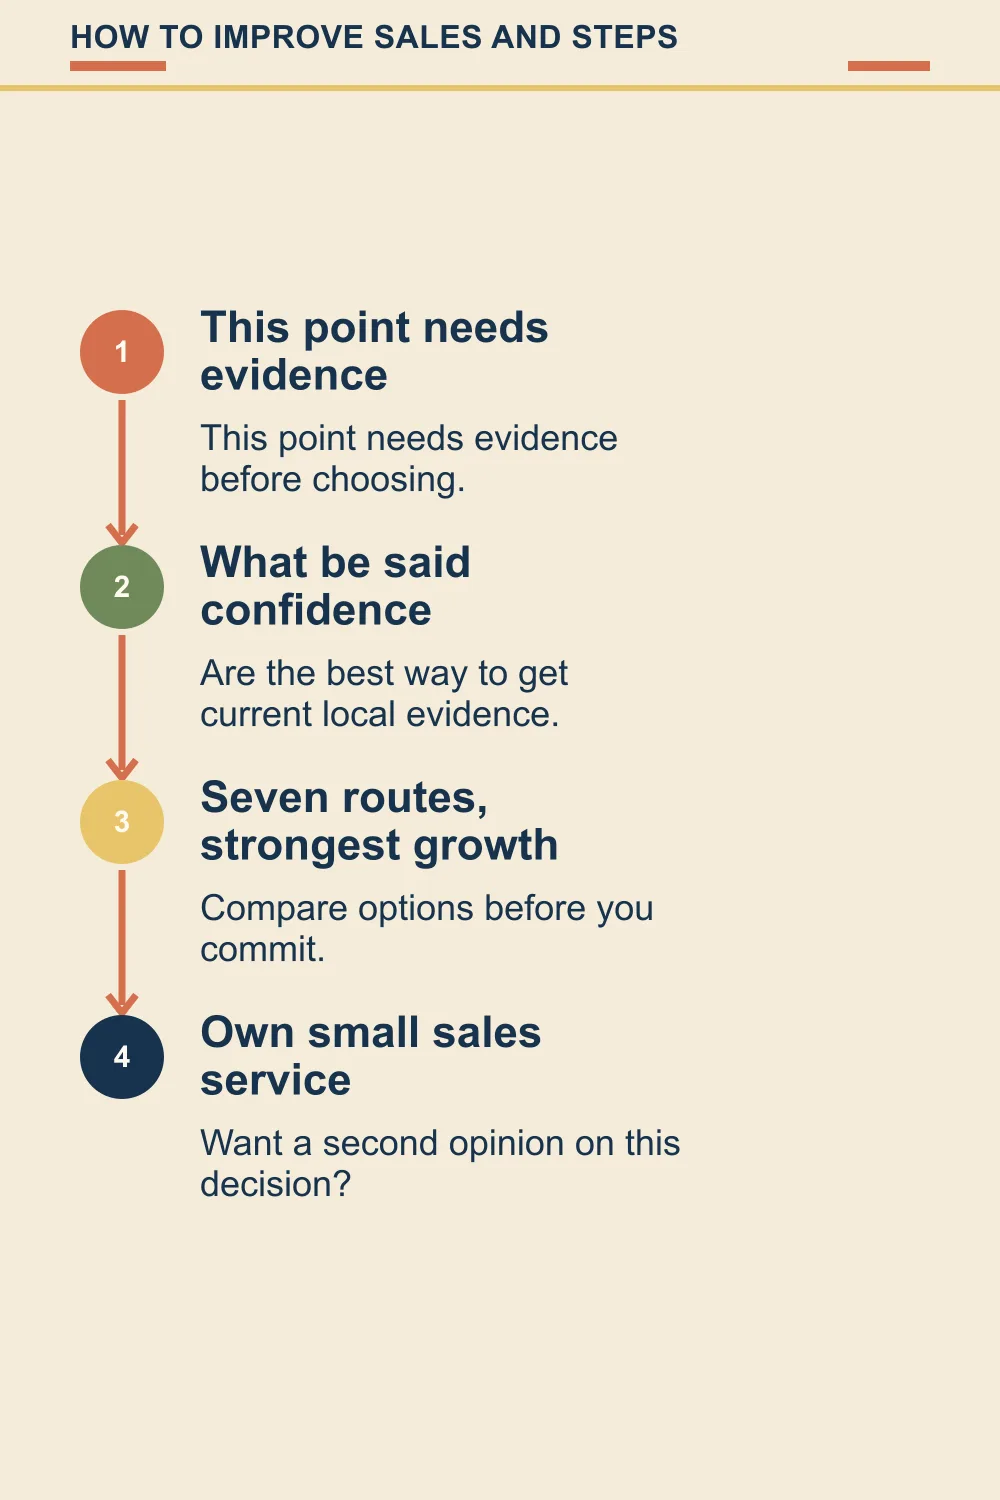 HOW TO IMPROVE SALES AND STEPS
1
This point needs
evidence
This point needs evidence
before choosing.
2
What be said
confidence
Are the best way to get
current local evidence.
3
Seven routes,
strongest growth
Compare options before you
commit.
4
Own small sales
service
Want a second opinion on this
decision?